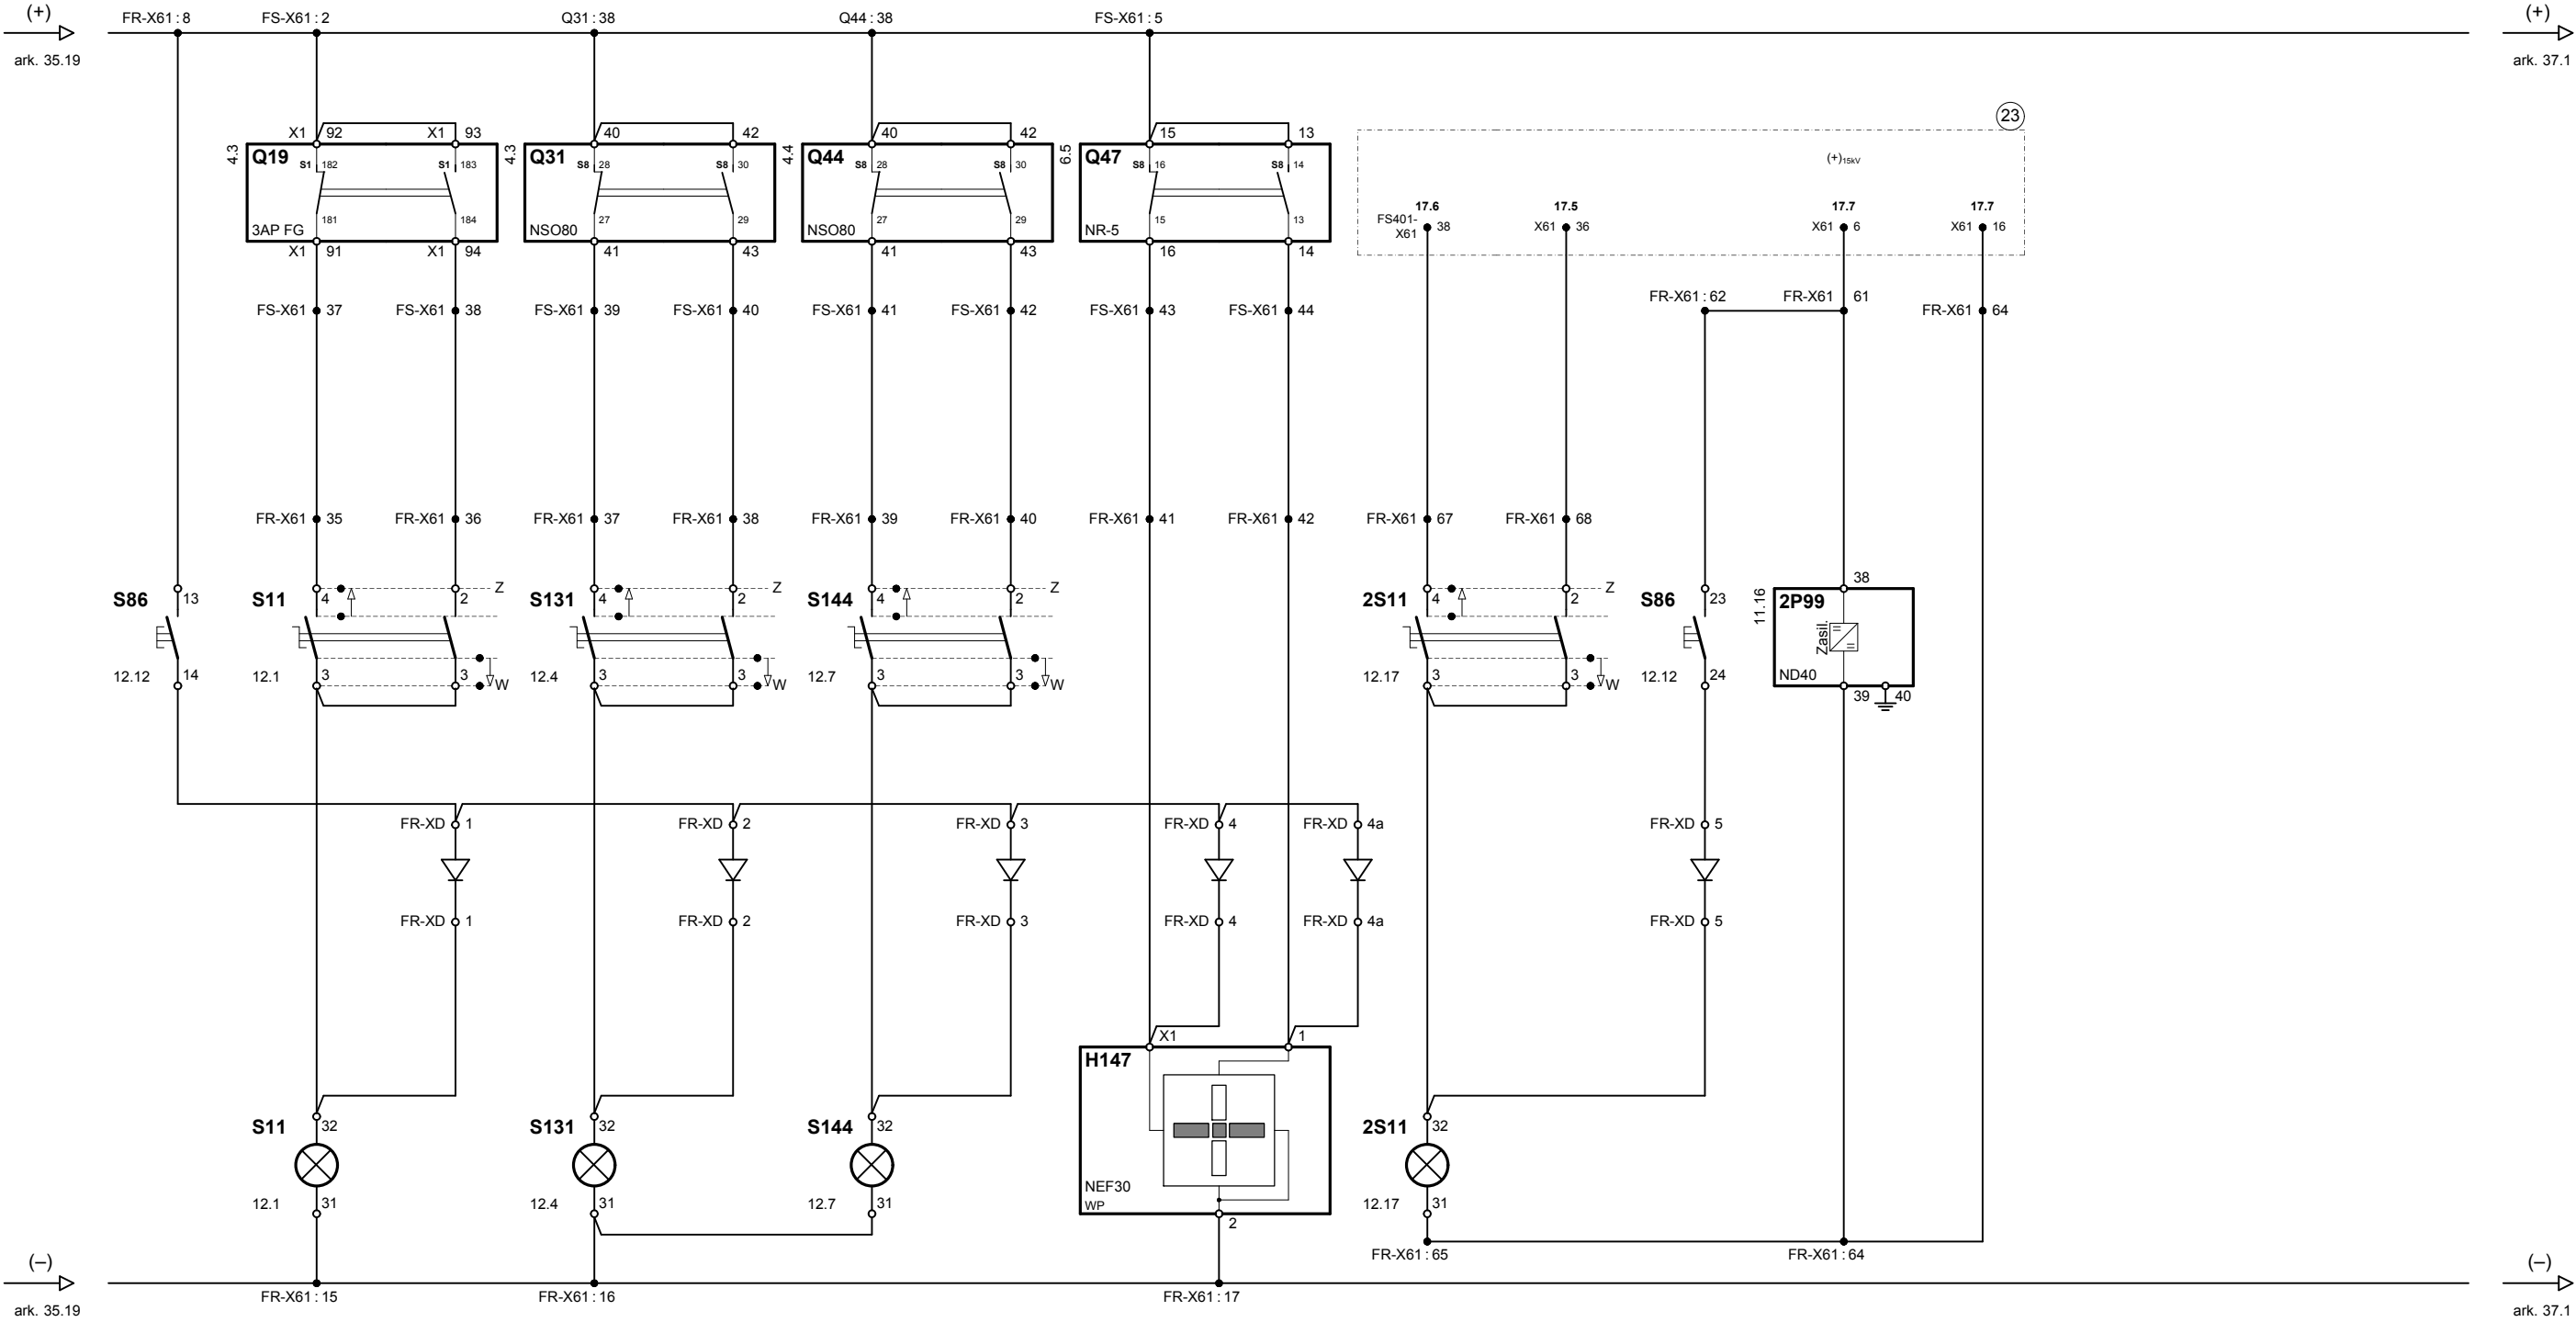 (+) (+)
FR-X61 : 8 FS-X61 : 2 Q31 : 38 Q44 : 38 FS-X61 : 5
ark. 35.19 ark. 37.1
23
X1 92 X1 93 40 42 40 42 15 13
4.3 Q19 S1 182 S1 183 4.3 Q31 S8 28 S8 30 4.4 Q44 S8 28 S8 30 6.5 Q47 S8 16 S8 14 (+)15kV
17.6 17.5 17.7 17.7
181 184 27 29 27 29 15 13
3AP FG NSO80 NSO80 NR-5 FS401-X61 38 X61 36 X61 6 X61 16
X1 91 X1 94 41 43 41 43 16 14
FR-X61 : 62 FR-X61 61
FS-X61 37 FS-X61 38 FS-X61 39 FS-X61 40 FS-X61 41 FS-X61 42 FS-X61 43 FS-X61 44 FR-X61 64
FR-X61 35 FR-X61 36 FR-X61 37 FR-X61 38 FR-X61 39 FR-X61 40 FR-X61 41 FR-X61 42 FR-X61 67 FR-X61 68
38
Z Z Z Z
S86 13 S11 4 2 S131 4 2 S144 4 2 2S11 4 2 S86 23 11.16 2P99
Zasil.
12.12 14 12.1 3 3 W 12.4 3 3 W 12.7 3 3 W 12.17 3 3 W 12.12 24 ND40
39 40
FR-XD 1 FR-XD 2 FR-XD 3 FR-XD 4 FR-XD 4a FR-XD 5
FR-XD 1 FR-XD 2 FR-XD 3 FR-XD 4 FR-XD 4a FR-XD 5
X1 1
H147
S11 32 S131 32 S144 32 2S11 32
NEF30
12.1 31 12.4 31 12.7 31 WP 12.17 31
2
FR-X61 : 65 FR-X61 : 64
(–) (–)
FR-X61 : 15 FR-X61 : 16 FR-X61 : 17
ark. 35.19 ark. 37.1